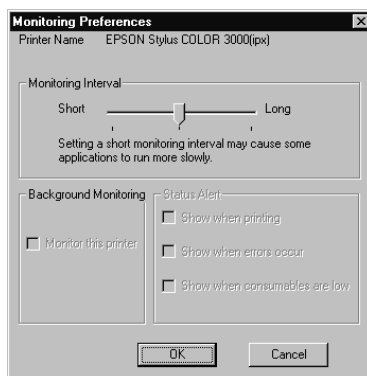 Monitoring Preferences
Printer Name EPSON Stylus COLOR 3000(ipx)
Monitoring Interval
Short Long
Setting a short monitoring interval may cause some
applications to run more slowly.
Background Monitoring
Monitor this printer
Status Alert
Show when printing
Show when errors occur
Show when consumables are low
OK Cancel